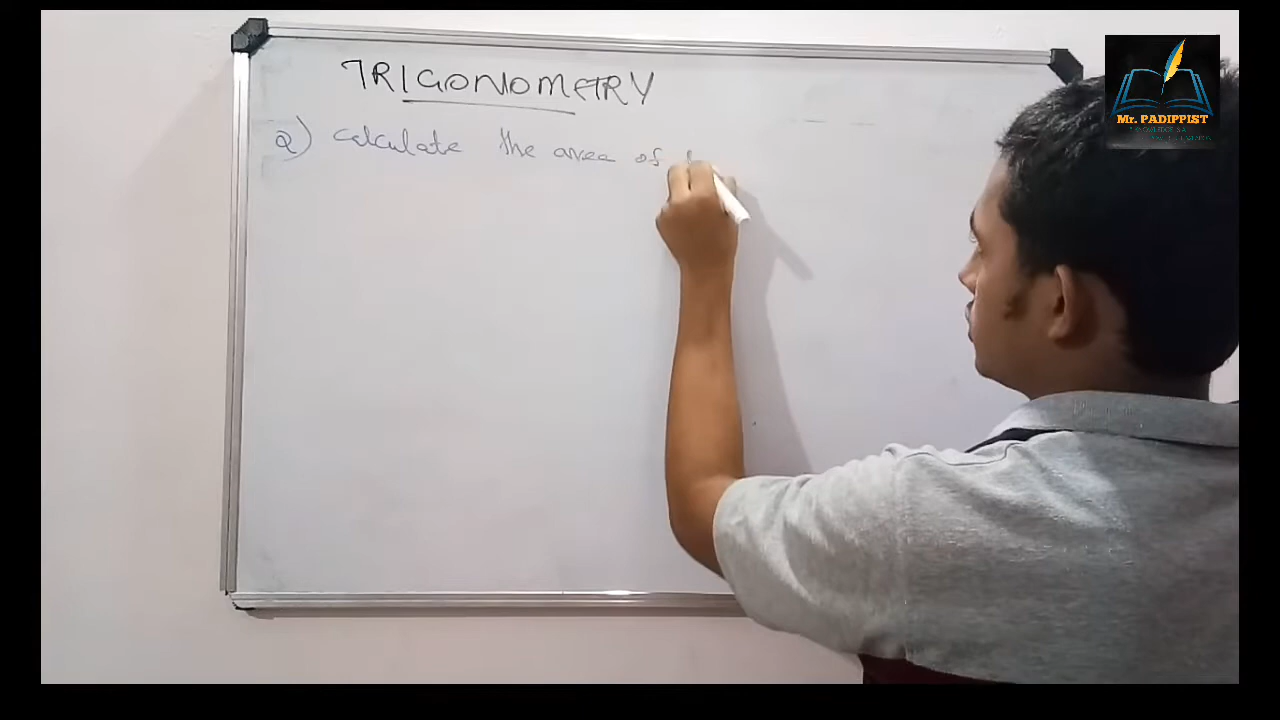 TRIGONOMETRY
Q) Calculate the area of
Mr. PADIPPIST